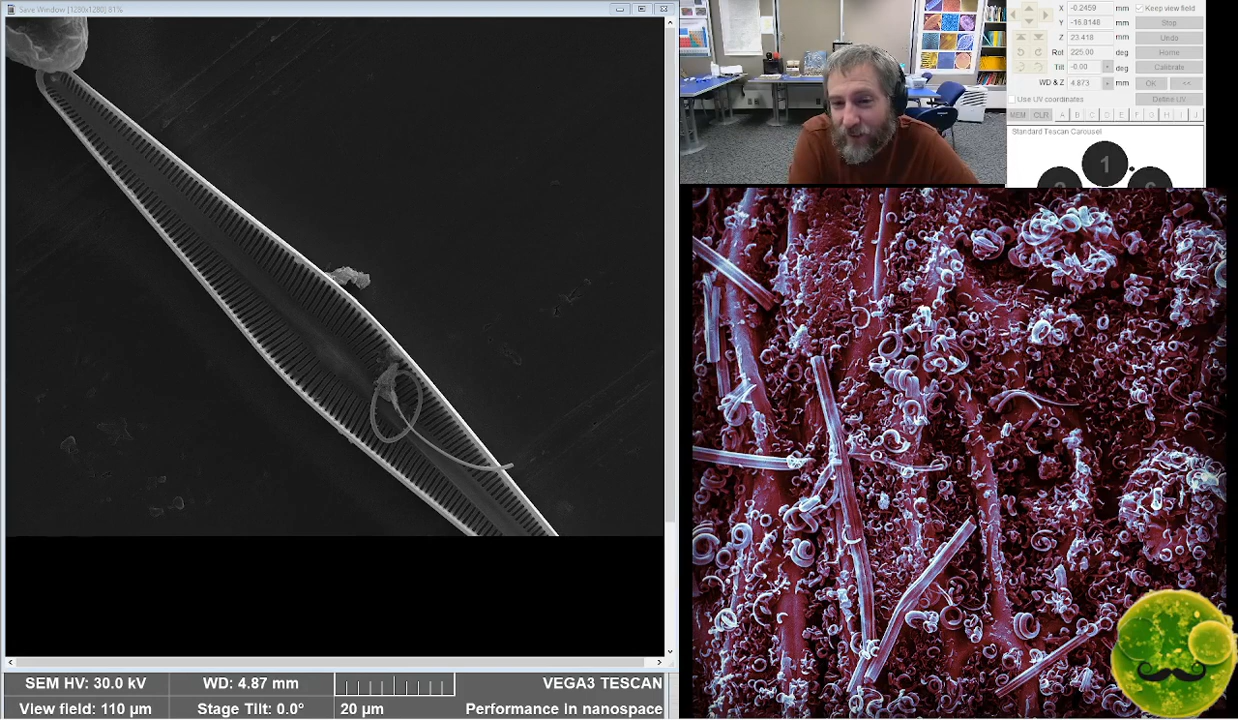 Save Window [1280x1280] 81%
SEM HV: 30.0 kV
WD: 4.87 mm
VEGA3 TESCAN
View field: 110 µm
Stage Tilt: 0.0°
20 µm
Performance in nanospace
X -0.2459 mm
Keep view field
Y -16.8148 mm
Stop
Z 23.418 mm
Undo
Rot 225.00 deg
Home
Tilt -0.00 deg
Calibrate
WD & Z 4.873 mm
OK <<
Use UV coordinates
Define UV
MEM CLR A B C D E F G H I J
Standard Tescan Carousel
1